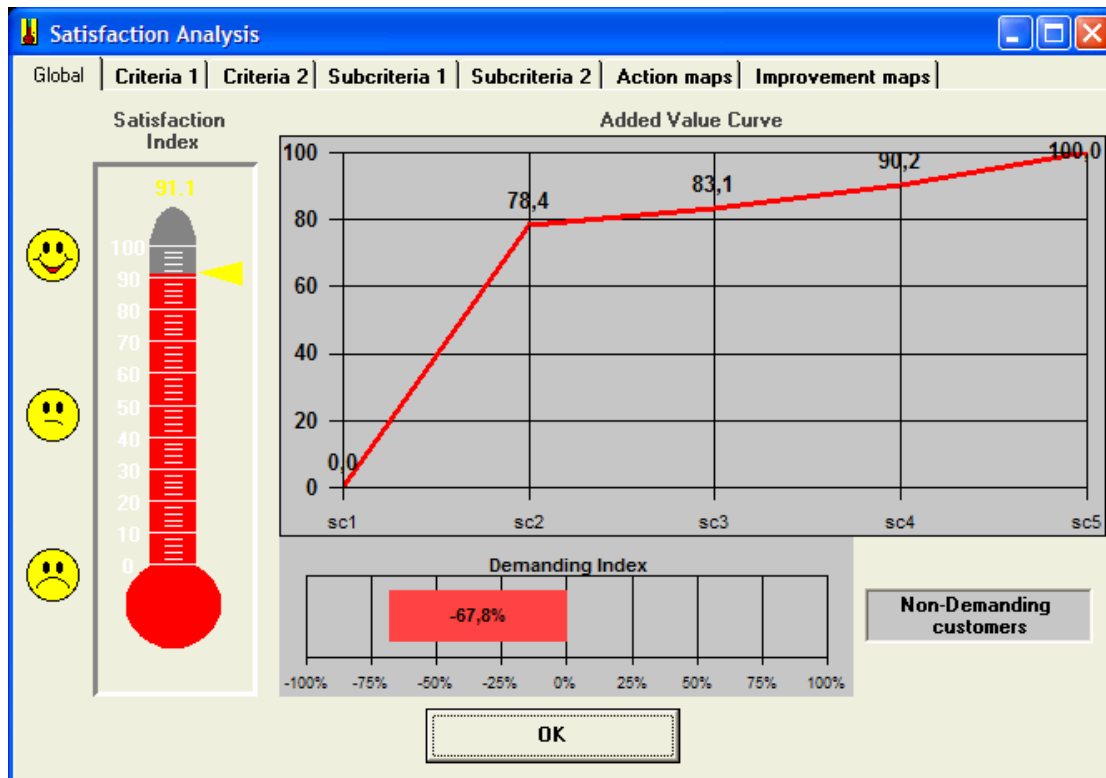 Satisfaction Analysis
Global Criteria 1 Criteria 2 Subcriteria 1 Subcriteria 2 Action maps Improvement maps
Satisfaction
Index
91.1
100
90
80
70
60
50
40
30
20
10
0
Added Value Curve
100
80
60
40
20
0
0,0
78,4
83,1
90,2
100,0
sc1 sc2 sc3 sc4 sc5
Demanding Index
-67,8%
-100% -75% -50% -25% 0% 25% 50% 75% 100%
Non-Demanding
customers
OK